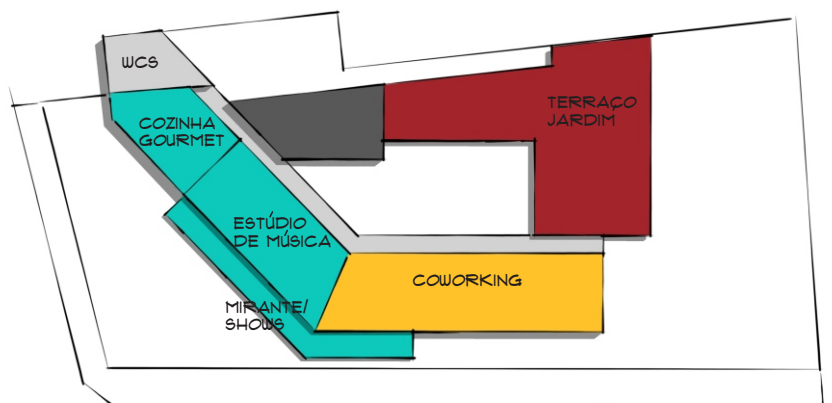 WCS
COZINHA
GOURMET
TERRAÇO
JARDIM
ESTÚDIO
DE MÚSICA
COWORKING
MIRANTE/
SHOWS